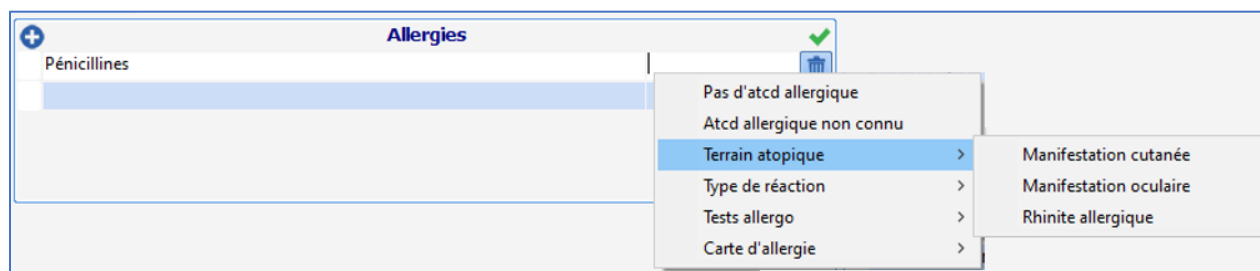 Allergies
Pénicillines
Pas d'atcd allergique
Atcd allergique non connu
Terrain atopique
Manifestation cutanée
Type de réaction
Manifestation oculaire
Tests allergo
Rhinite allergique
Carte d'allergie